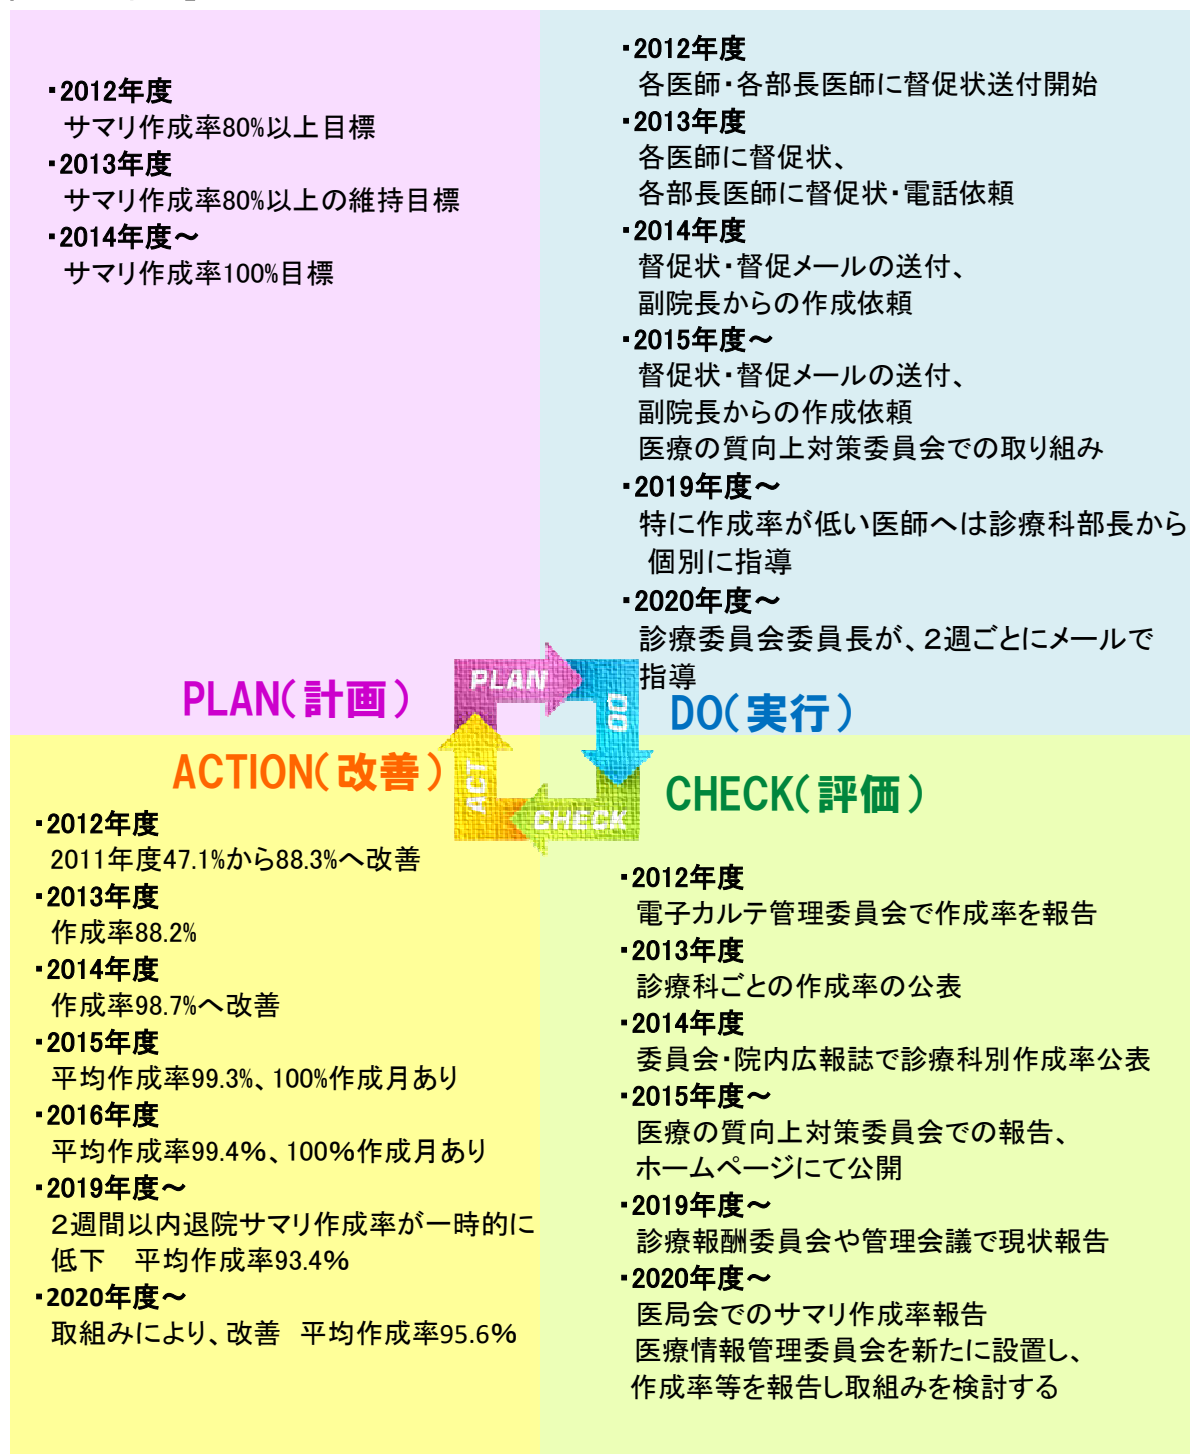 ・2012年度
サマリ作成率80%以上目標
・2013年度
サマリ作成率80%以上の維持目標
・2014年度～
サマリ作成率100%目標
PLAN(計画)
・2012年度
各医師・各部長医師に督促状送付開始
・2013年度
各医師に督促状、
各部長医師に督促状・電話依頼
・2014年度
督促状・督促メールの送付、
副院長からの作成依頼
・2015年度～
督促状・督促メールの送付、
副院長からの作成依頼
医療の質向上対策委員会での取り組み
・2019年度～
特に作成率が低い医師へは診療科部長から
個別に指導
・2020年度～
診療委員会委員長が、２週ごとにメールで
指導
DO(実行)
PLAN
DO
CHECK
ACT
ACTION(改善)
・2012年度
2011年度47.1%から88.3%へ改善
・2013年度
作成率88.2%
・2014年度
作成率98.7%へ改善
・2015年度
平均作成率99.3%、100%作成月あり
・2016年度
平均作成率99.4％、100％作成月あり
・2019年度～
２週間以内退院サマリ作成率が一時的に
低下　平均作成率93.4％
・2020年度～
取組みにより、改善　平均作成率95.6％
CHECK(評価)
・2012年度
電子カルテ管理委員会で作成率を報告
・2013年度
診療科ごとの作成率の公表
・2014年度
委員会・院内広報誌で診療科別作成率公表
・2015年度～
医療の質向上対策委員会での報告、
ホームページにて公開
・2019年度～
診療報酬委員会や管理会議で現状報告
・2020年度～
医局会でのサマリ作成率報告
医療情報管理委員会を新たに設置し、
作成率等を報告し取組みを検討する